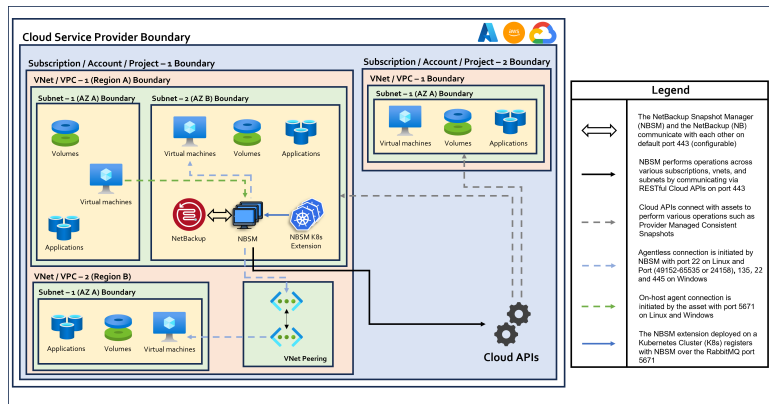 Cloud Service Provider Boundary
aws
Subscription / Account / Project – 1 Boundary
VNet / VPC – 1 (Region A) Boundary
Subnet – 1 (AZ A) Boundary
Volumes
Virtual machines
Applications
Subnet – 2 (AZ B) Boundary
Virtual machines
Volumes
Applications
NetBackup
NBSM
NBSM K8s
Extension
VNet / VPC – 2 (Region B)
Subnet – 1 (AZ A) Boundary
Applications
Volumes
Virtual machines
VNet Peering
Subscription / Account / Project – 2 Boundary
VNet / VPC – 1 Boundary
Subnet – 1 (AZ A) Boundary
Virtual machines
Volumes
Applications
Cloud APIs
Legend
The NetBackup Snapshot Manager
(NBSM) and the NetBackup (NB)
communicate with each other on
default port 443 (configurable)
NBSM performs operations across
various subscriptions, vnets, and
subnets by communicating via
RESTful Cloud APIs on port 443
Cloud APIs connect with assets to
perform various operations such as
Provider Managed Consistent
Snapshots
Agentless connection is initiated by
NBSM with port 22 on Linux and
Port (49152-65535 or 24158), 135, 22
and 445 on Windows
On-host agent connection is
initiated by the asset with port 5671
on Linux and Windows
The NBSM extension deployed on a
Kubernetes Cluster (K8s) registers
with NBSM over the RabbitMQ port
5671